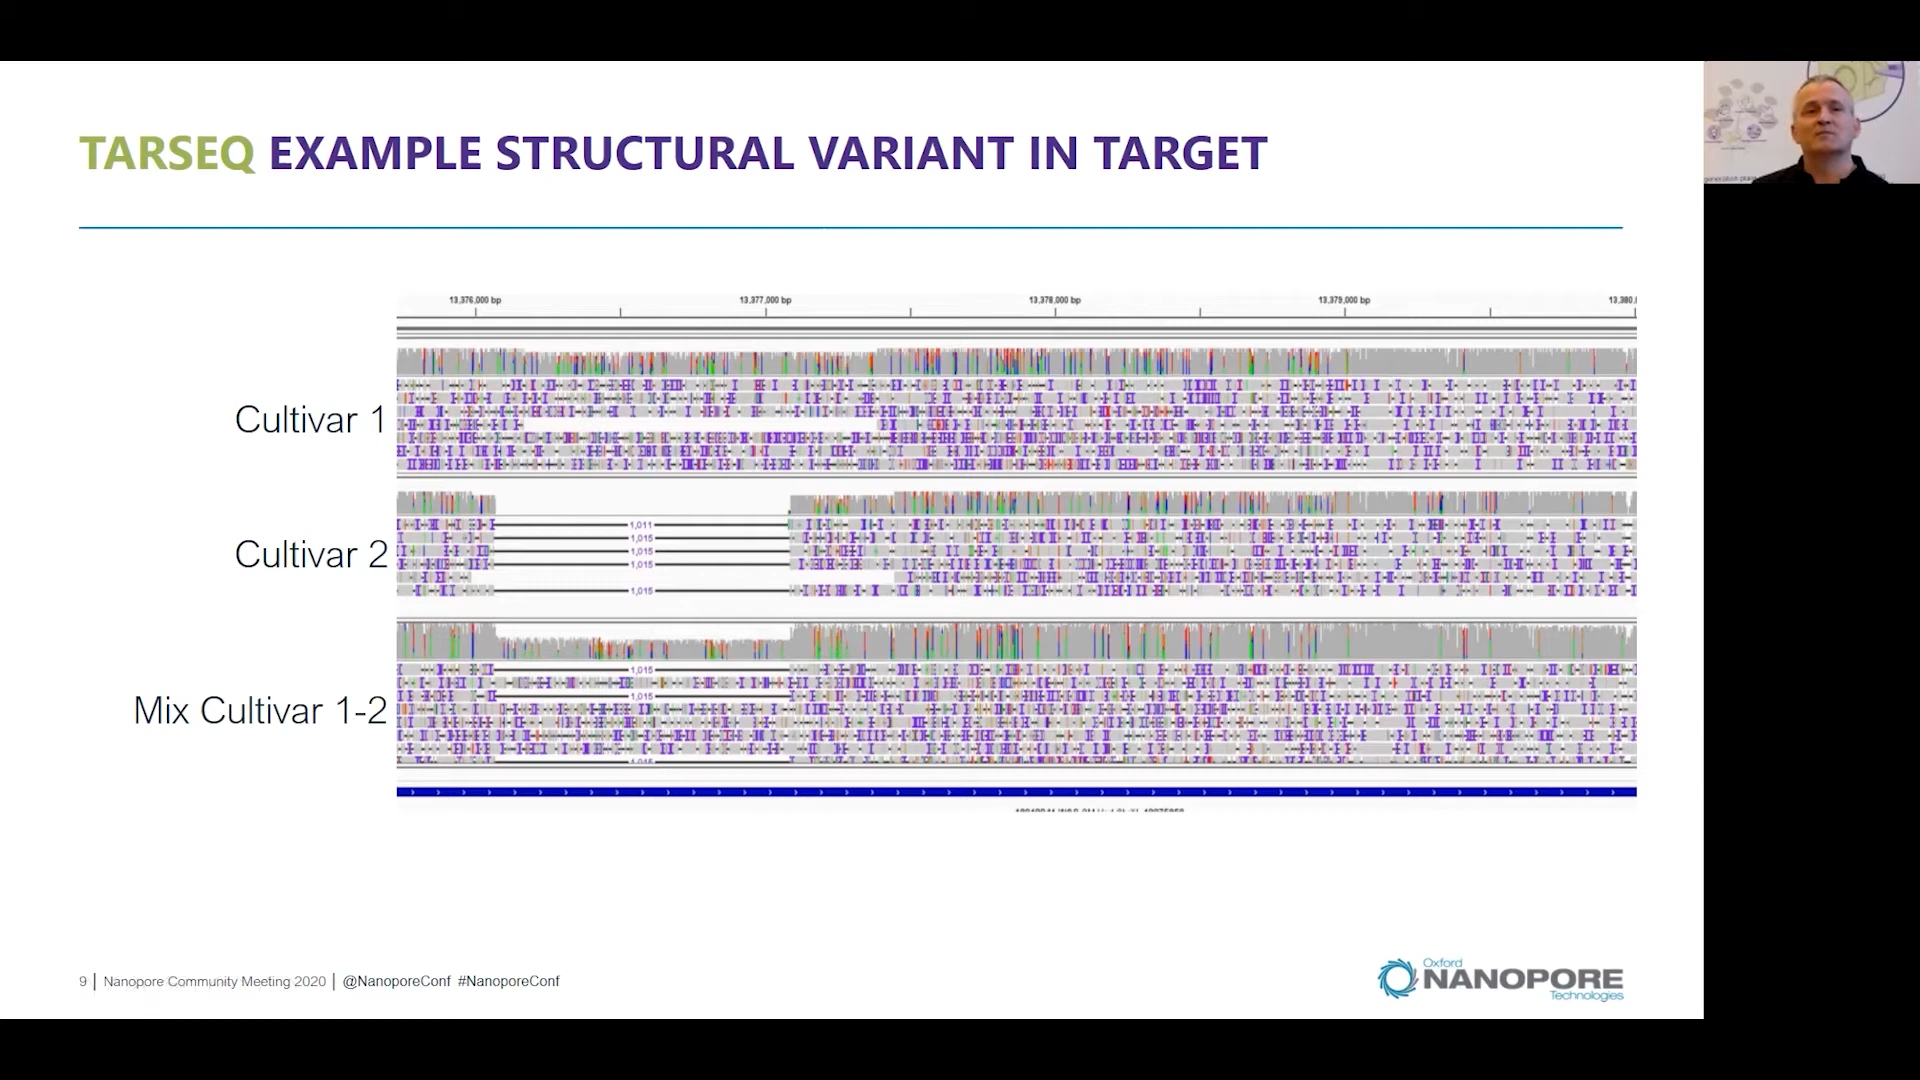 TARSEQ EXAMPLE STRUCTURAL VARIANT IN TARGET
13,376,000 bp 13,377,000 bp 13,378,000 bp 13,379,000 bp
Cultivar 1
1,011
1,015
1,015
1,015
Cultivar 2
1,015
1,015
1,015
Mix Cultivar 1-2
9 | Nanopore Community Meeting 2020 | @NanoporeConf #NanoporeConf
Oxford
NANOPORE
Technologies